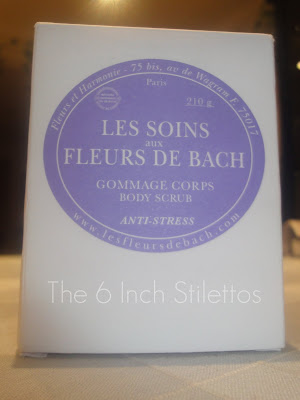 Fleurs et Harmonie . 75 bis, av de Wagram F. 75017
Paris
210 g.
LES SOINS
aux
FLEURS DE BACH
GOMMAGE CORPS
BODY SCRUB
ANTI-STRESS
www.lesfleursdebach.com
The 6 Inch Stilettos